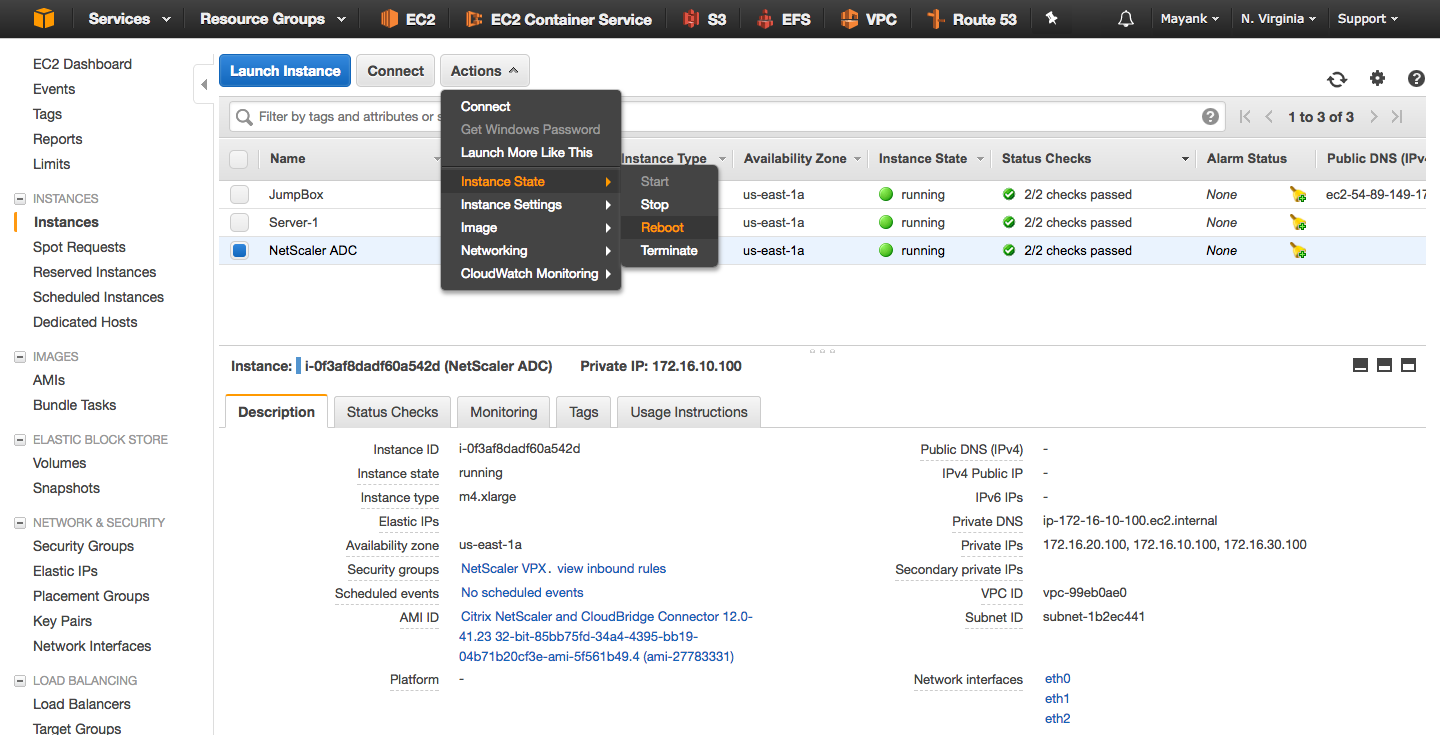 Services Resource Groups EC2 EC2 Container Service S3 EFS VPC Route 53 Mayank N. Virginia Support
EC2 Dashboard
Events
Tags
Reports
Limits
INSTANCES
Instances
Spot Requests
Reserved Instances
Scheduled Instances
Dedicated Hosts
IMAGES
AMIs
Bundle Tasks
ELASTIC BLOCK STORE
Volumes
Snapshots
NETWORK & SECURITY
Security Groups
Elastic IPs
Placement Groups
Key Pairs
Network Interfaces
LOAD BALANCING
Load Balancers
Target Groups
Launch Instance Connect Actions
Filter by tags and attributes or s 1 to 3 of 3
Connect
Get Windows Password
Launch More Like This
Instance State
Instance Settings
Image
Networking
CloudWatch Monitoring
Start
Stop
Reboot
Terminate
Name Instance Type Availability Zone Instance State Status Checks Alarm Status Public DNS (IPv
JumpBox us-east-1a running 2/2 checks passed None ec2-54-89-149-17
Server-1 us-east-1a running 2/2 checks passed None
NetScaler ADC us-east-1a running 2/2 checks passed None
Instance: i-0f3af8dadf60a542d (NetScaler ADC) Private IP: 172.16.10.100
Description Status Checks Monitoring Tags Usage Instructions
Instance ID i-0f3af8dadf60a542d
Instance state running
Instance type m4.xlarge
Elastic IPs
Availability zone us-east-1a
Security groups NetScaler VPX. view inbound rules
Scheduled events No scheduled events
AMI ID Citrix NetScaler and CloudBridge Connector 12.0-
41.23 32-bit-85bb75fd-34a4-4395-bb19-
04b71b20cf3e-ami-5f561b49.4 (ami-27783331)
Platform -
Public DNS (IPv4) -
IPv4 Public IP -
IPv6 IPs -
Private DNS ip-172-16-10-100.ec2.internal
Private IPs 172.16.20.100, 172.16.10.100, 172.16.30.100
Secondary private IPs
VPC ID vpc-99eb0ae0
Subnet ID subnet-1b2ec441
Network interfaces eth0
eth1
eth2